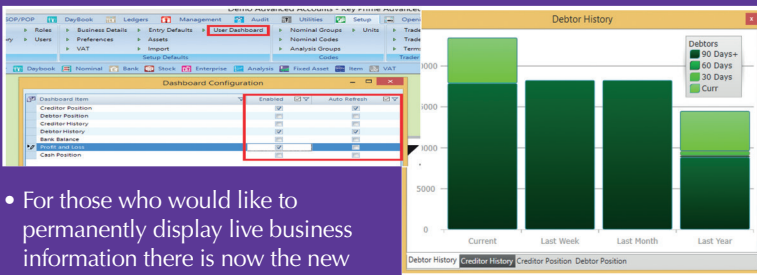 Demo Advanced Accounts - Key Prime Advanced
SOP/POP DayBook Ledgers Management Audit Utilities Setup Opera
Roles Business Details Entry Defaults User Dashboard Nominal Groups Units Trade
Users Preferences Assets Nominal Codes Trade
VAT Import Analysis Groups Term
Setup Defaults Codes Trader
Daybook Nominal Bank Stock Enterprise Analysis Fixed Asset Item VAT
Dashboard Configuration
Dashboard Item Enabled Auto Refresh
Creditor Position
Debtor Position
Creditor History
Debtor History
Bank Balance
Profit and Loss
Cash Position
• For those who would like to
permanently display live business
information there is now the new
Debtor History
Debtors
90 Days+
60 Days
30 Days
Curr
5000
0
Current Last Week Last Month Last Year
Debtor History Creditor History Creditor Position Debtor Position